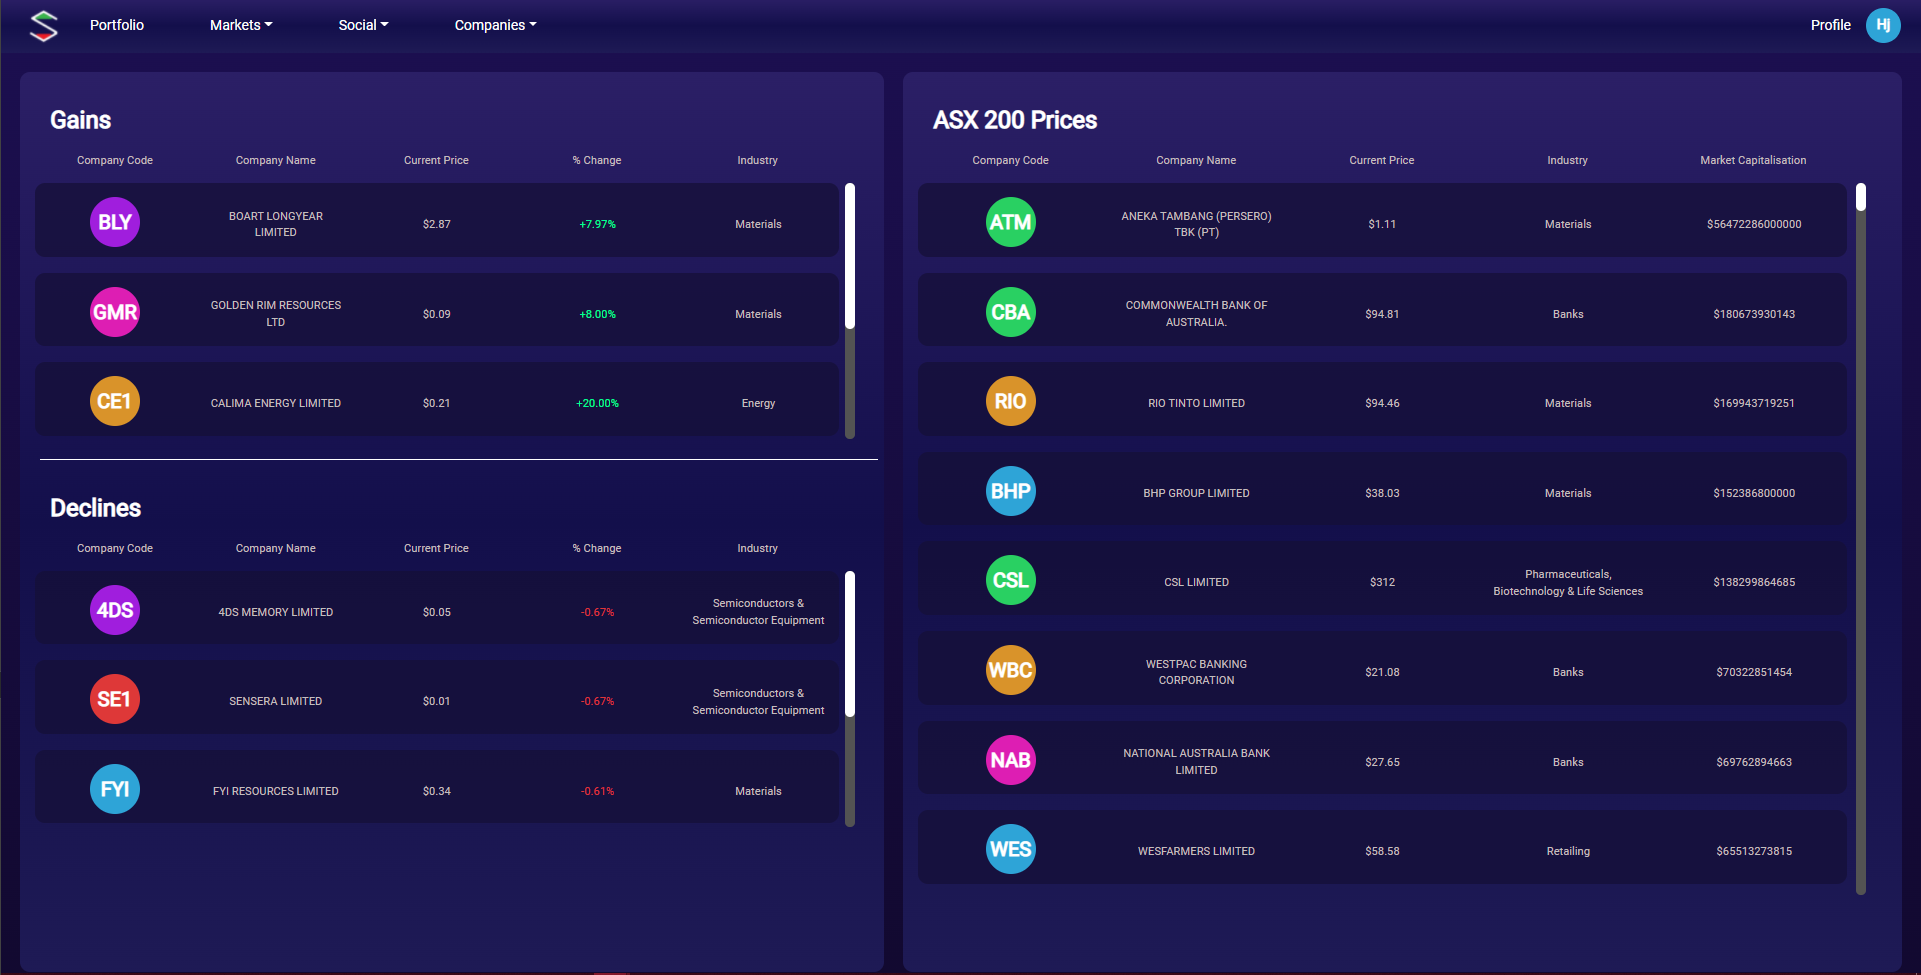 Portfolio
Markets
Social
Companies
Profile
Hj
Gains
Company Code
Company Name
Current Price
% Change
Industry
BLY
BOART LONGYEAR
LIMITED
$2.87
+7.97%
Materials
GMR
GOLDEN RIM RESOURCES
LTD
$0.09
+8.00%
Materials
CE1
CALIMA ENERGY LIMITED
$0.21
+20.00%
Energy
Declines
Company Code
Company Name
Current Price
% Change
Industry
4DS
4DS MEMORY LIMITED
$0.05
-0.67%
Semiconductors &
Semiconductor Equipment
SE1
SENSERA LIMITED
$0.01
-0.67%
Semiconductors &
Semiconductor Equipment
FYI
FYI RESOURCES LIMITED
$0.34
-0.61%
Materials
ASX 200 Prices
Company Code
Company Name
Current Price
Industry
Market Capitalisation
ATM
ANEKA TAMBANG (PERSERO)
TBK (PT)
$1.11
Materials
$56472286000000
CBA
COMMONWEALTH BANK OF
AUSTRALIA.
$94.81
Banks
$180673930143
RIO
RIO TINTO LIMITED
$94.46
Materials
$169943719251
BHP
BHP GROUP LIMITED
$38.03
Materials
$152386800000
CSL
CSL LIMITED
$312
Pharmaceuticals,
Biotechnology & Life Sciences
$138299864685
WBC
WESTPAC BANKING
CORPORATION
$21.08
Banks
$70322851454
NAB
NATIONAL AUSTRALIA BANK
LIMITED
$27.65
Banks
$69762894663
WES
WESFARMERS LIMITED
$58.58
Retailing
$65513273815